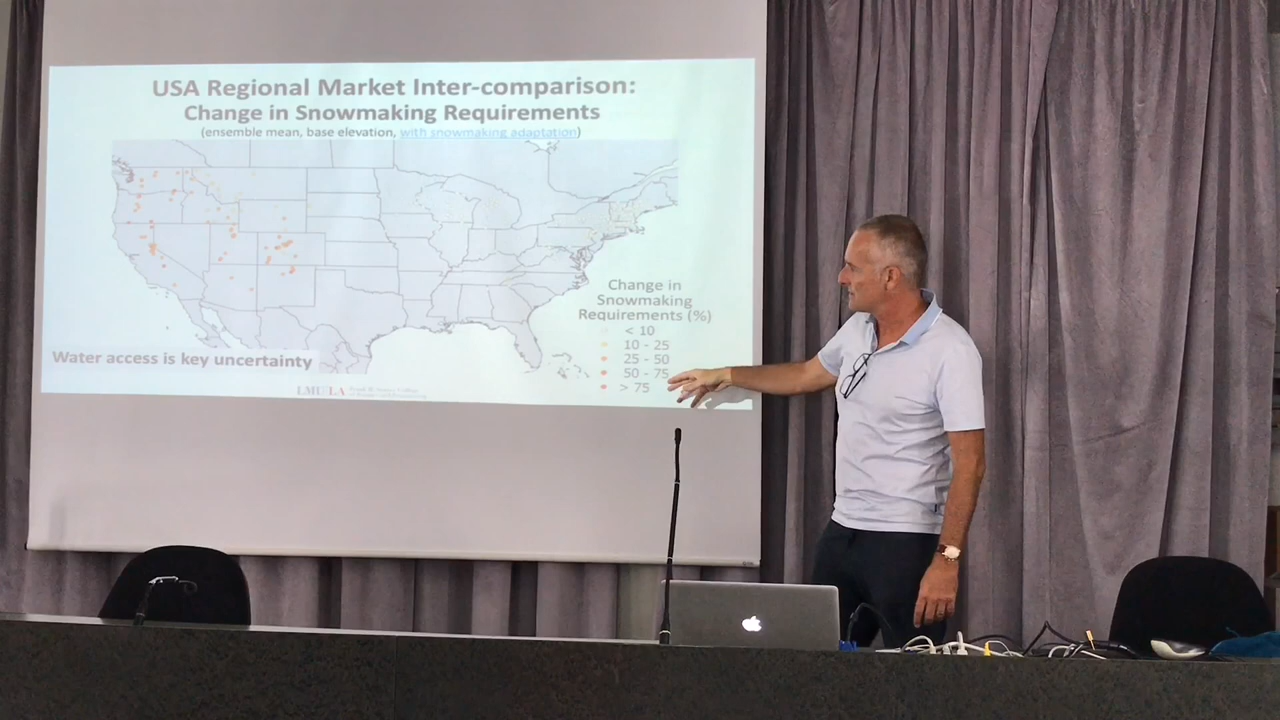 USA Regional Market Inter-comparison:
Change in Snowmaking Requirements
(ensemble mean, base elevation, with snowmaking adaptation)
Change in
Snowmaking
Requirements (%)
< 10
10 - 25
25 - 50
50 - 75
> 75
Water access is key uncertainty
LMU LA